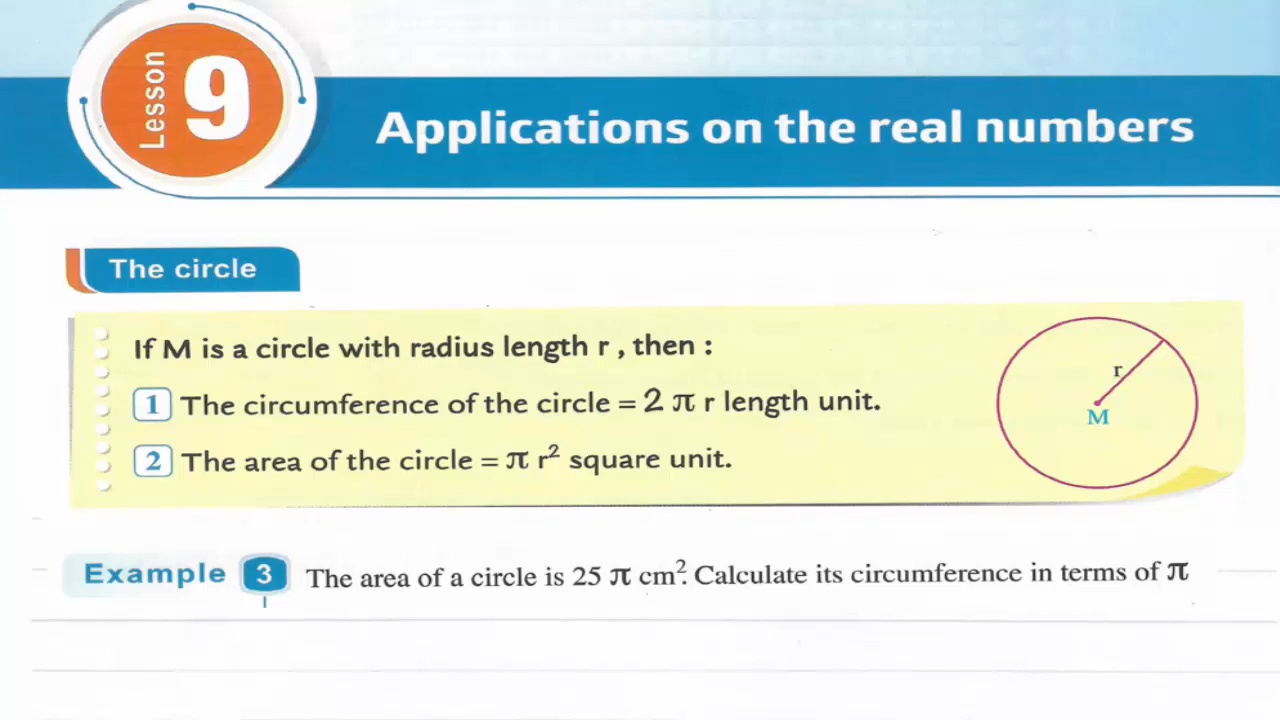 Lesson 9
Applications on the real numbers
The circle
If M is a circle with radius length r , then :
1 The circumference of the circle = 2 π r length unit.
2 The area of the circle = π r² square unit.
r
M
Example 3 The area of a circle is 25 π cm². Calculate its circumference in terms of π